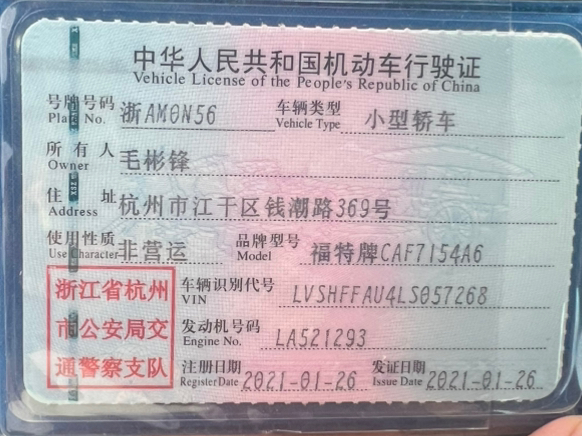 中华人民共和国机动车行驶证
Vehicle License of the People's Republic of China
号牌号码 浙AM0N56 车辆类型 小型轿车
Plate No. Vehicle Type
所有人 毛彬锋
Owner
住址 杭州市江干区钱潮路369号
Address
使用性质 非营运 品牌型号 福特牌CAF7154A6
Use Character Model
浙江省杭州
市公安局交
通警察支队
车辆识别代号 LVSHFFAU4LS057268
VIN
发动机号码 LA521293
Engine No.
注册日期 2021-01-26 发证日期 2021-01-26
Register Date Issue Date